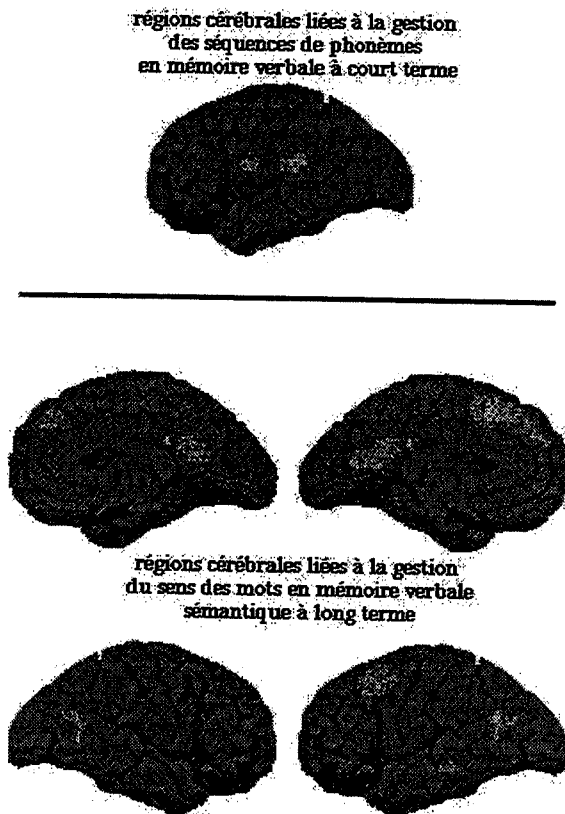 régions cérébrales liées à la gestion
des séquences de phonèmes
en mémoire verbale à court terme
régions cérébrales liées à la gestion
du sens des mots en mémoire verbale
sémantique à long terme